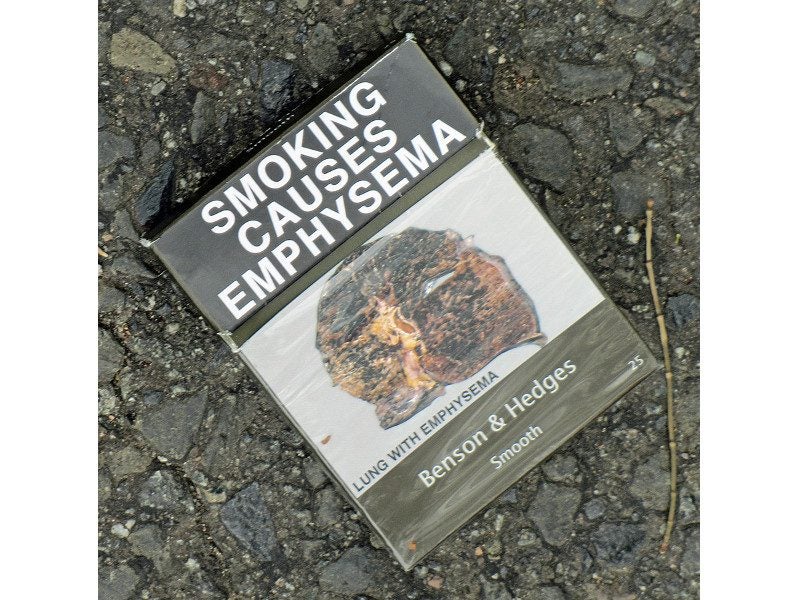 SMOKING
CAUSES
EMPHYSEMA
LUNG WITH EMPHYSEMA
Benson & Hedges
Smooth
25